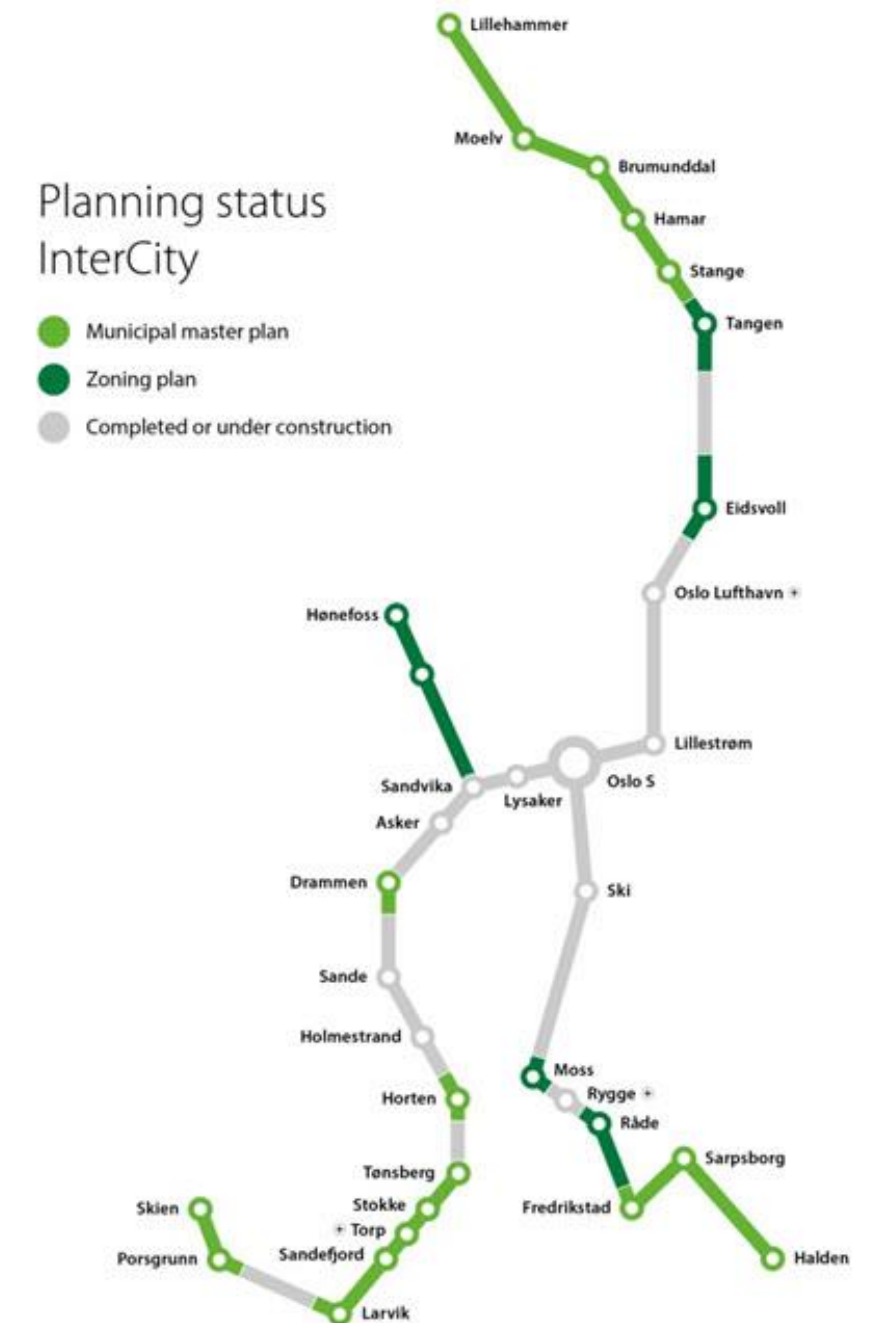 Lillehammer
Moelv
Brumunddal
Planning status
InterCity
Hamar
Stange
Municipal master plan
Tangen
Zoning plan
Completed or under construction
Eidsvoll
Oslo Lufthavn
Hønefoss
Lillestrøm
Sandvika
Oslo S
Lysaker
Asker
Drammen
Ski
Sande
Holmestrand
Moss
Rygge
Horten
Råde
Sarpsborg
Tønsberg
Stokke
Skien
Fredrikstad
Torp
Sandefjord
Porsgrunn
Halden
Larvik